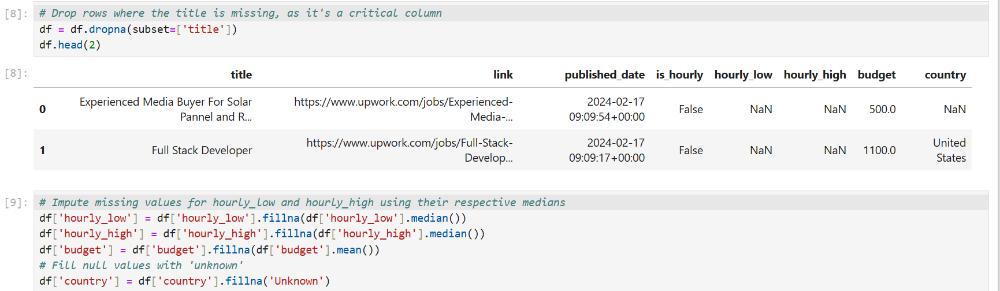 [8]: # Drop rows where the title is missing, as it's a critical column
df = df.dropna(subset=['title'])
df.head(2)
[8]: title link published_date is_hourly hourly_low hourly_high budget country
0 Experienced Media Buyer For Solar Pannel and R... https://www.upwork.com/jobs/Experienced-Media-... 2024-02-17 09:09:54+00:00 False NaN NaN 500.0 NaN
1 Full Stack Developer https://www.upwork.com/jobs/Full-Stack-Develop... 2024-02-17 09:09:17+00:00 False NaN NaN 1100.0 United States
[9]: # Impute missing values for hourly_low and hourly_high using their respective medians
df['hourly_low'] = df['hourly_low'].fillna(df['hourly_low'].median())
df['hourly_high'] = df['hourly_high'].fillna(df['hourly_high'].median())
df['budget'] = df['budget'].fillna(df['budget'].mean())
# Fill null values with 'unknown'
df['country'] = df['country'].fillna('Unknown')